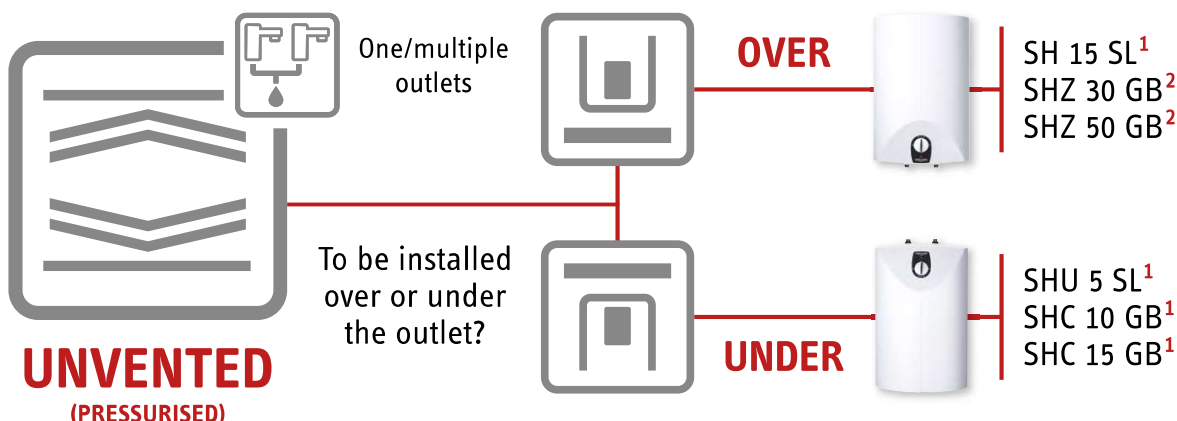 One/multiple
outlets
OVER
SH 15 SL¹
SHZ 30 GB²
SHZ 50 GB²
To be installed
over or under
the outlet?
UNVENTED
(PRESSURISED)
UNDER
SHU 5 SL¹
SHC 10 GB¹
SHC 15 GB¹